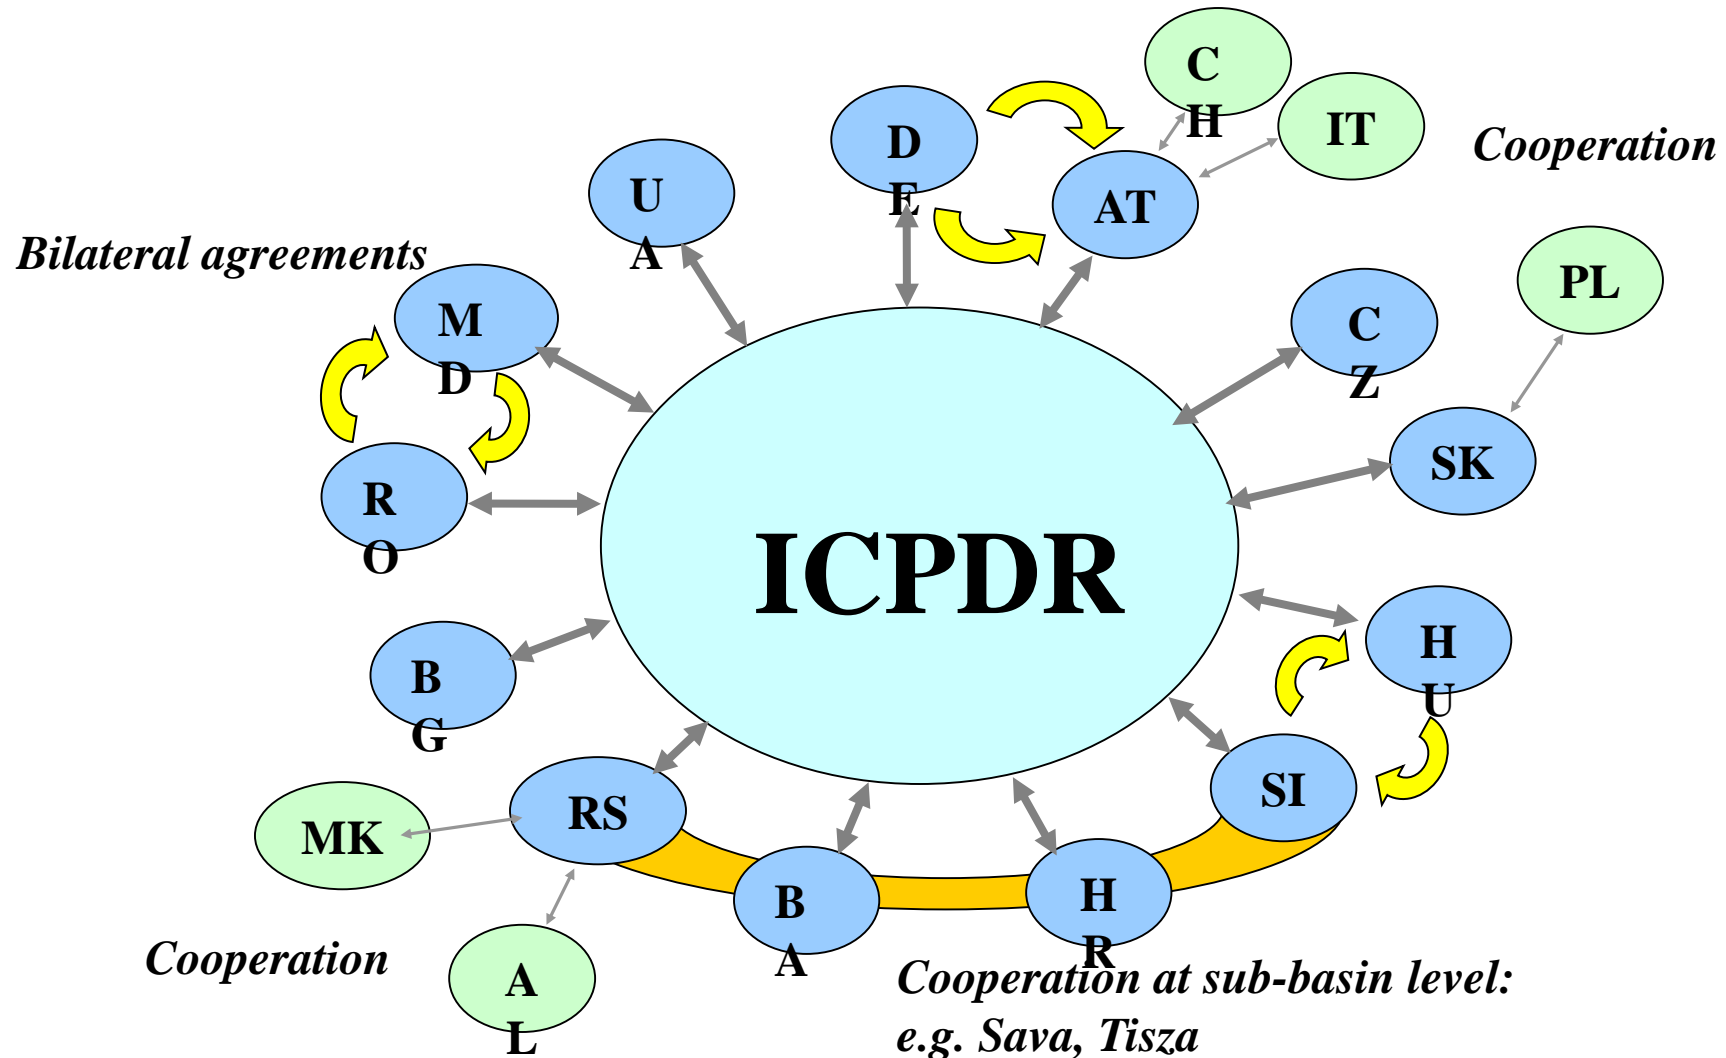 C
H
IT
Cooperation
D
E
AT
U
A
Bilateral agreements
PL
M
D
C
Z
SK
R
O
ICPDR
H
U
B
G
SI
RS
MK
B
A
H
R
Cooperation
A
L
Cooperation at sub-basin level:
e.g. Sava, Tisza